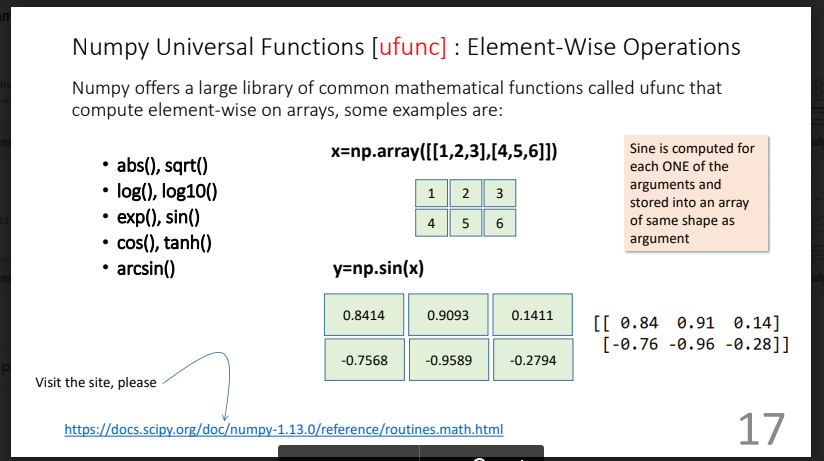 Numpy Universal Functions [ufunc] : Element-Wise Operations
Numpy offers a large library of common mathematical functions called ufunc that
compute element-wise on arrays, some examples are:
• abs(), sqrt()
• log(), log10()
• exp(), sin()
• cos(), tanh()
• arcsin()
x=np.array([[1,2,3],[4,5,6]])
1 2 3
4 5 6
Sine is computed for
each ONE of the
arguments and
stored into an array
of same shape as
argument
y=np.sin(x)
0.8414 0.9093 0.1411
-0.7568 -0.9589 -0.2794
[[ 0.84 0.91 0.14]
[-0.76 -0.96 -0.28]]
Visit the site, please
https://docs.scipy.org/doc/numpy-1.13.0/reference/routines.math.html
17